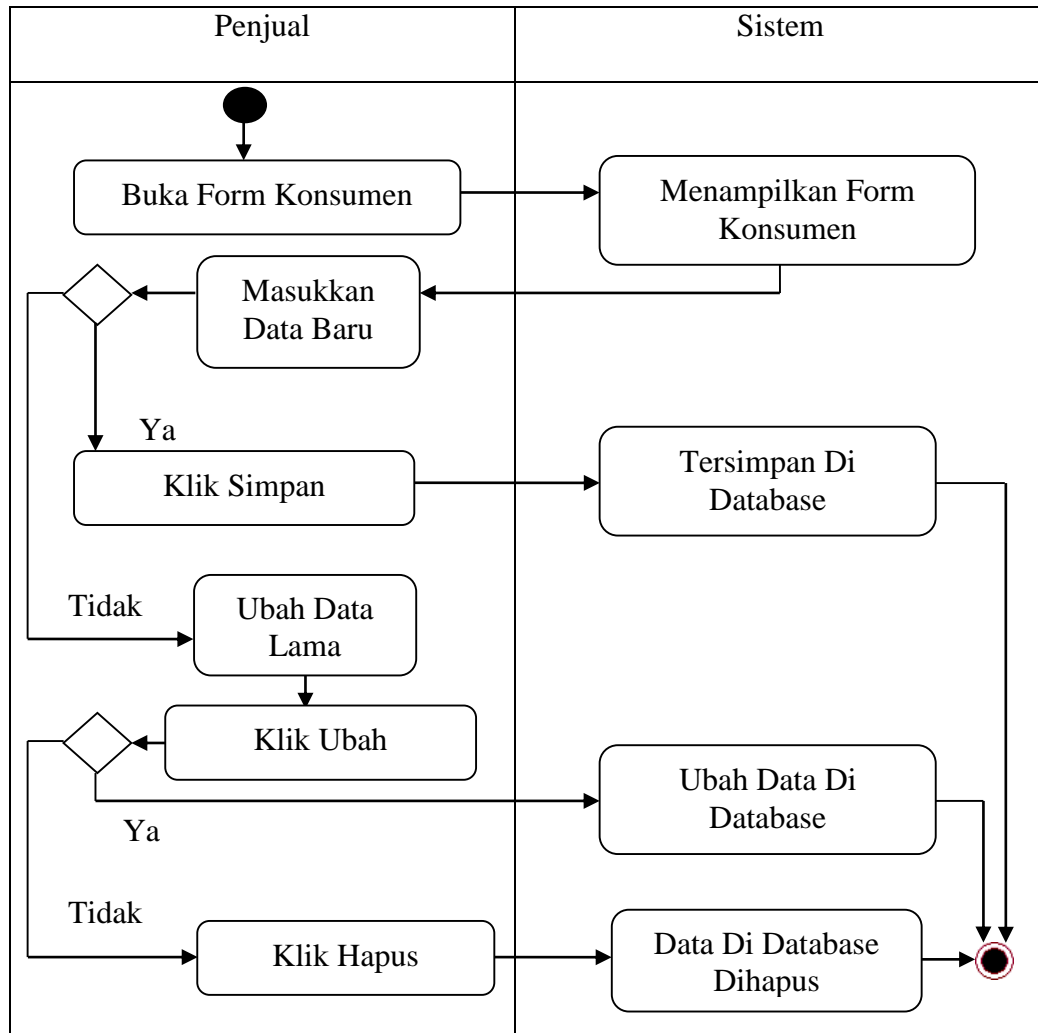 Penjual
Sistem
Buka Form Konsumen
Menampilkan Form
Konsumen
Masukkan
Data Baru
Ya
Klik Simpan
Tersimpan Di
Database
Tidak
Ubah Data
Lama
Klik Ubah
Ubah Data Di
Database
Ya
Tidak
Klik Hapus
Data Di Database
Dihapus